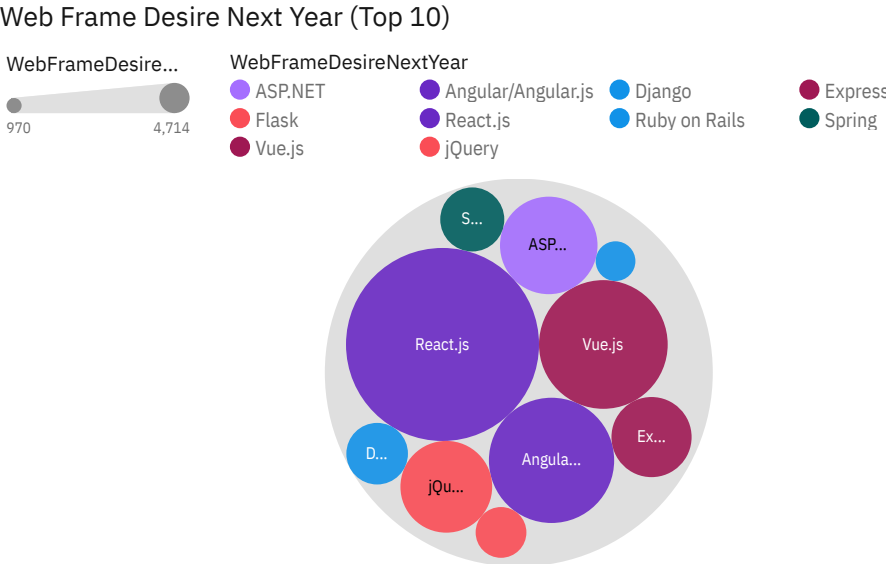 Web Frame Desire Next Year (Top 10)
WebFrameDesire...
970
4,714
WebFrameDesireNextYear
ASP.NET
Angular/Angular.js
Django
Express
Flask
React.js
Ruby on Rails
Spring
Vue.js
jQuery
S...
ASP...
React.js
Vue.js
Ex...
D...
Angula...
jQu...